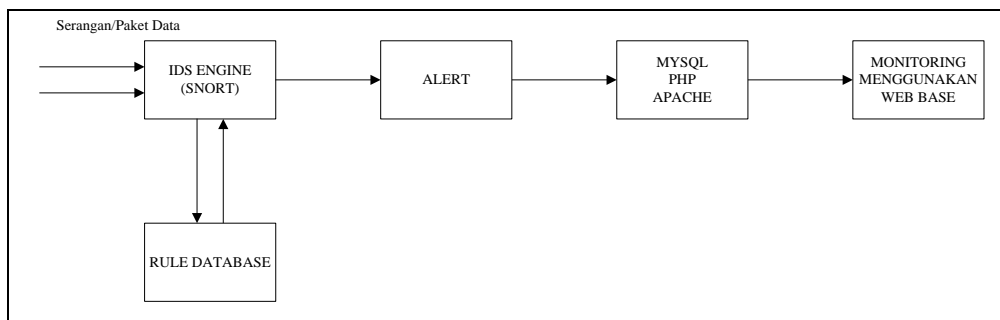 Serangan/Paket Data
IDS ENGINE
(SNORT)
ALERT
MYSQL
PHP
APACHE
MONITORING
MENGGUNAKAN
WEB BASE
RULE DATABASE